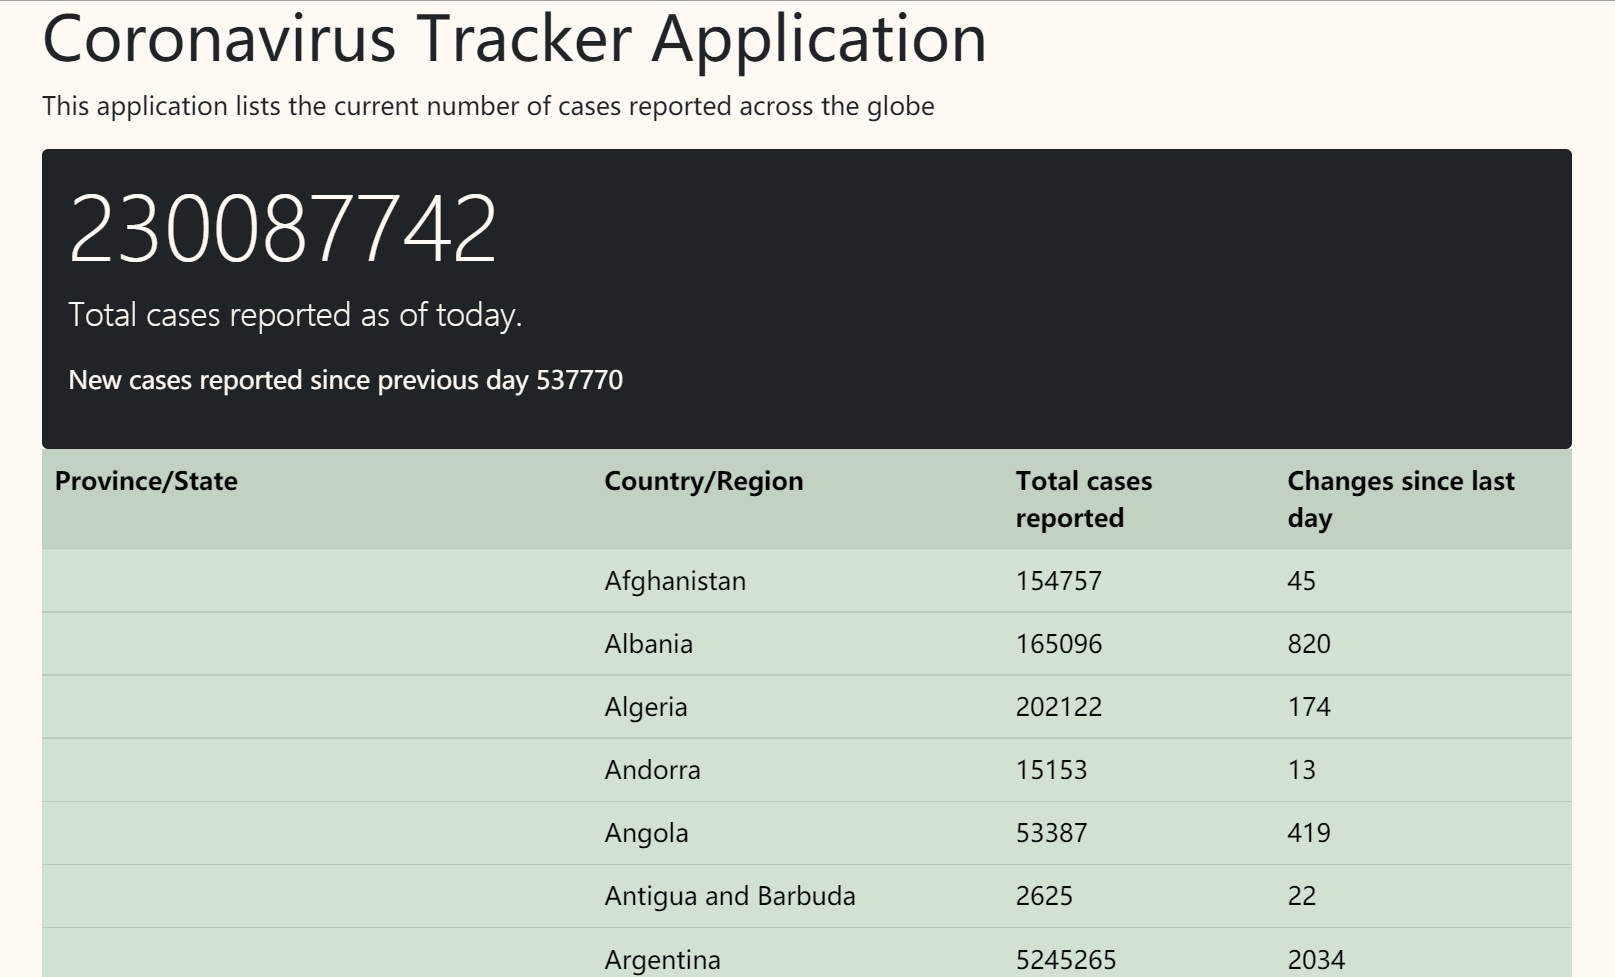 Coronavirus Tracker Application
This application lists the current number of cases reported across the globe
230087742
Total cases reported as of today.
New cases reported since previous day 537770
Province/State Country/Region Total cases reported Changes since last day
Afghanistan 154757 45
Albania 165096 820
Algeria 202122 174
Andorra 15153 13
Angola 53387 419
Antigua and Barbuda 2625 22
Argentina 5245265 2034